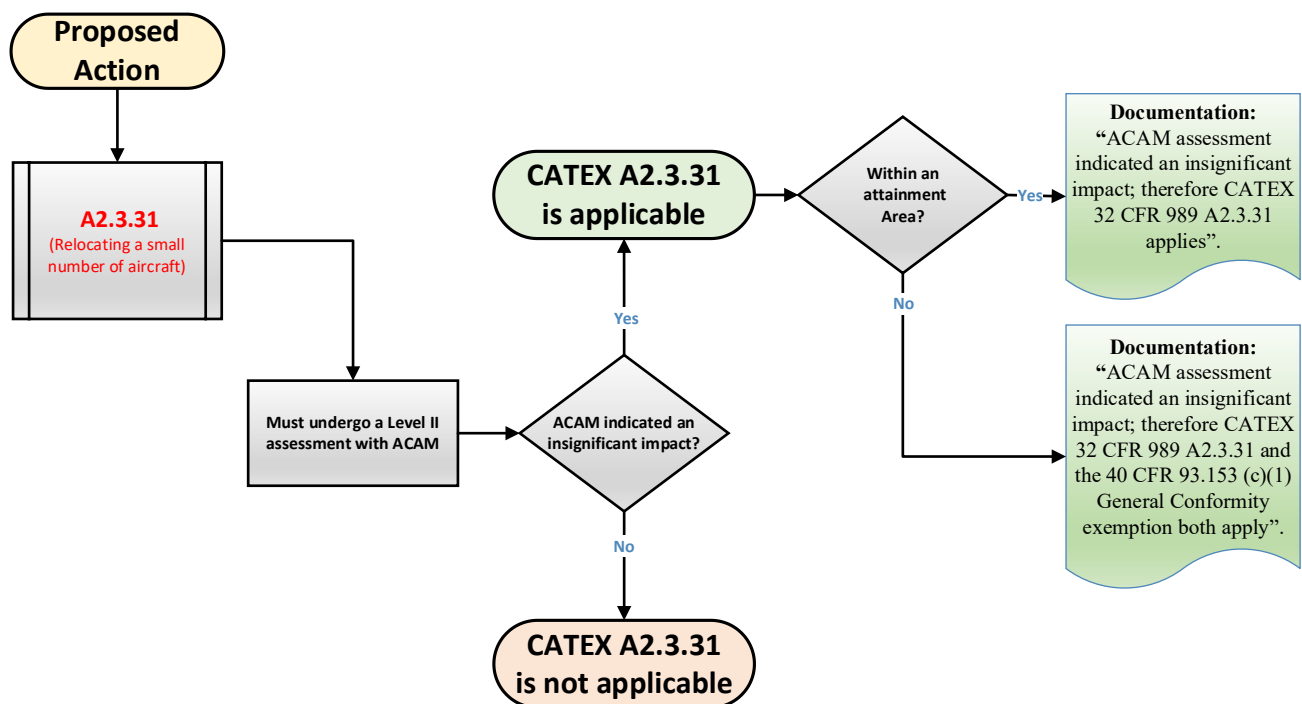 Proposed
Action
A2.3.31
(Relocating a small
number of aircraft)
Must undergo a Level II
assessment with ACAM
ACAM indicated an
insignificant impact?
Yes
No
CATEX A2.3.31
is applicable
CATEX A2.3.31
is not applicable
Within an
attainment
Area?
Yes
No
Documentation:
“ACAM assessment
indicated an insignificant
impact; therefore CATEX
32 CFR 989 A2.3.31
applies”.
Documentation:
“ACAM assessment
indicated an insignificant
impact; therefore CATEX
32 CFR 989 A2.3.31 and
the 40 CFR 93.153 (c)(1)
General Conformity
exemption both apply”.